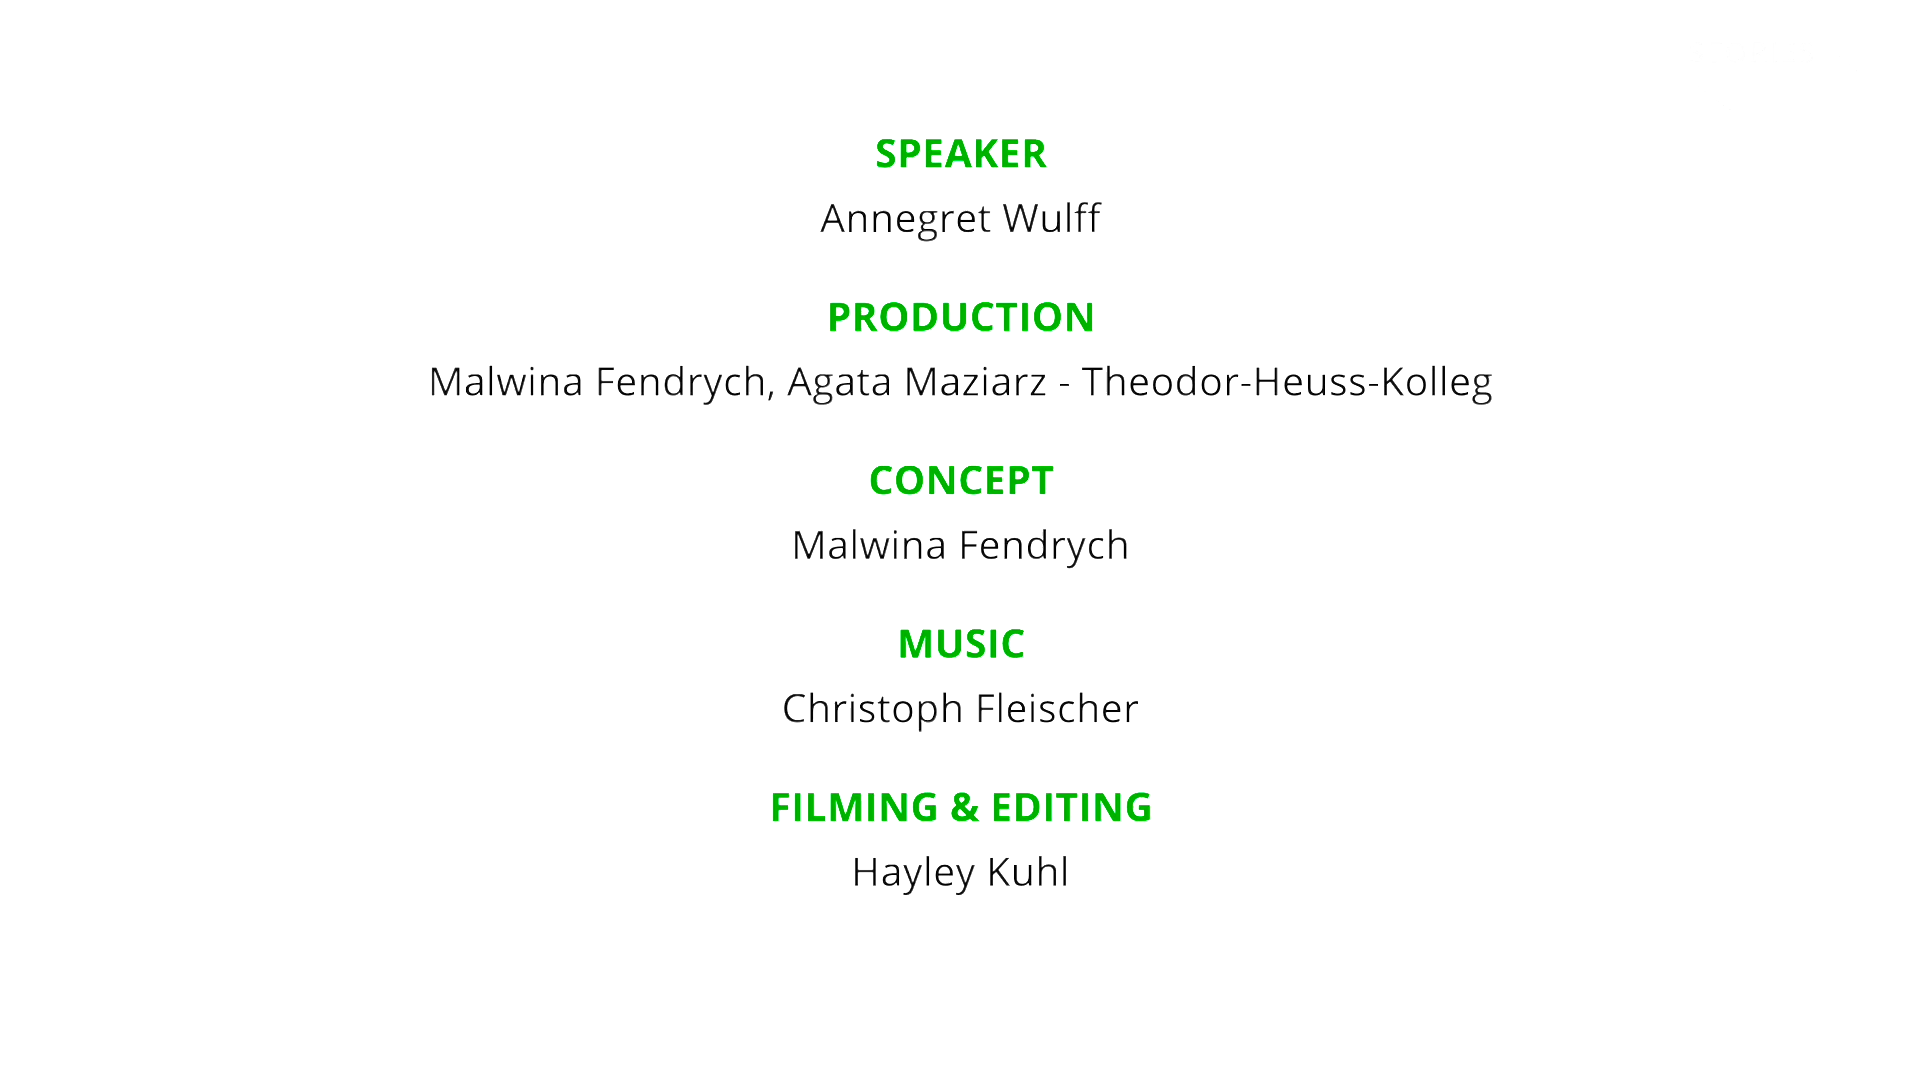 SPEAKER
Annegret Wulff
PRODUCTION
Malwina Fendrych, Agata Maziarz - Theodor-Heuss-Kolleg
CONCEPT
Malwina Fendrych
MUSIC
Christoph Fleischer
FILMING & EDITING
Hayley Kuhl